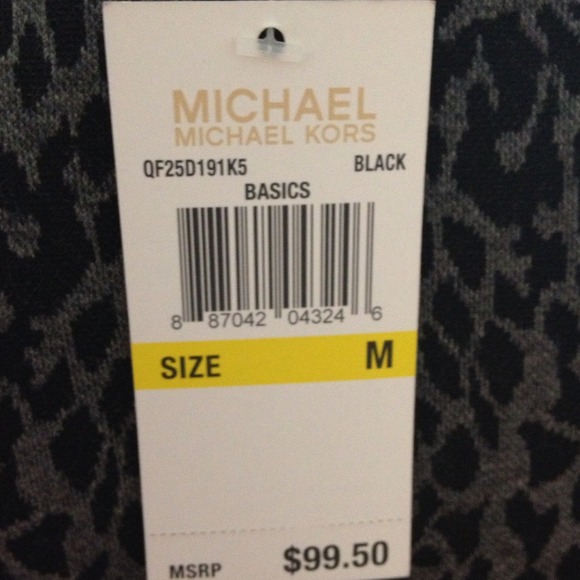 MICHAEL
MICHAEL KORS
QF25D191K5 BLACK
BASICS
8 87042 04324 6
SIZE M
MSRP $99.50